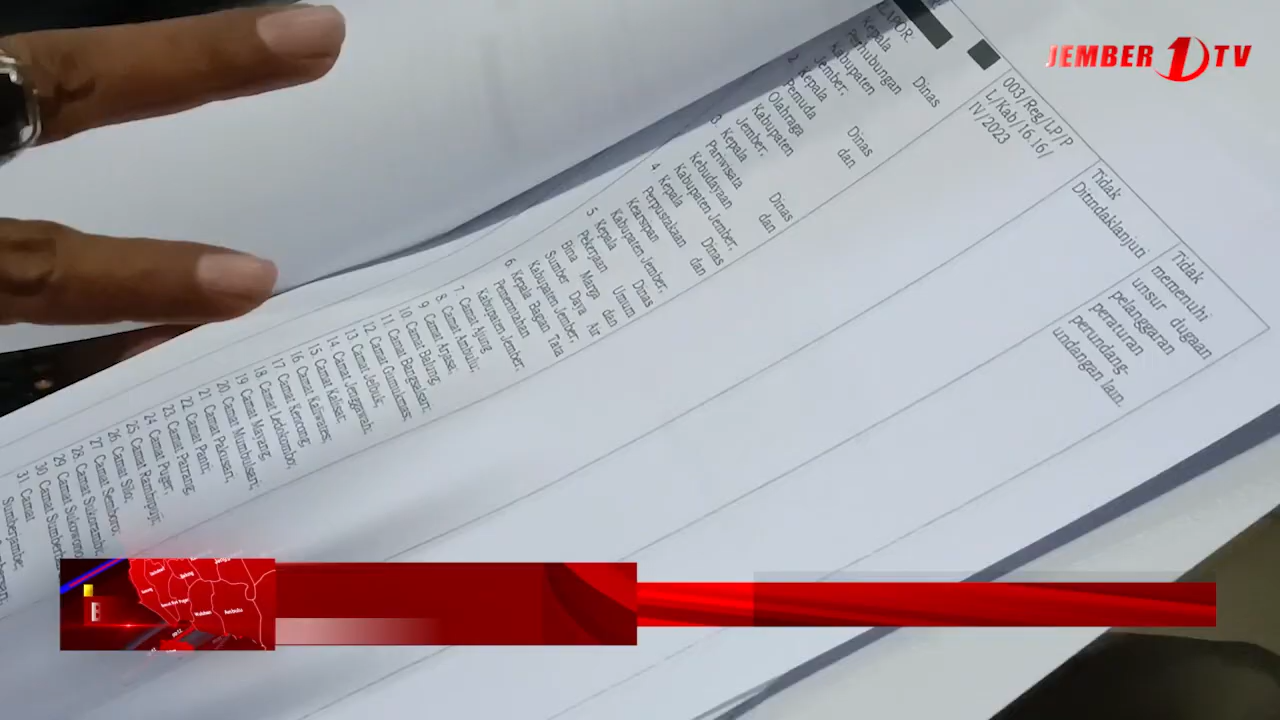 JEMBER 1 TV
LAPOR.
Kepala Dinas
Perhubungan
Kabupaten
Jember;
2. Kepala Dinas
Pemuda dan
Olahraga
Kabupaten
Jember;
3. Kepala Dinas
Pariwisata dan
Kebudayaan
Kabupaten Jember;
4 Kepala Dinas
Perpustakaan dan
Kearsipan
Kabupaten Jember;
5 Kepala Dinas
Pekerjaan Umum
Bina Marga dan
Sumber Daya Air
Kabupaten Jember;
6 Kepala Bagian Tata
Pemerintahan
Kabupaten Jember;
7 Camat Ajung
8 Camat Ambulu;
9 Camat Arjasa;
10 Camat Balung;
11 Camat Bangsalsari;
12 Camat Gumukmas;
13 Camat Jelbuk;
14 Camat Jenggawah;
15 Camat Kalisat;
16 Camat Kaliwates;
17 Camat Kencong;
18 Camat Ledokombo;
19 Camat Mayang;
20 Camat Mumbulsari;
21 Camat Pakusari;
22 Camat Panti;
23 Camat Patrang;
24 Camat Puger;
25 Camat Rambipuji;
26 Camat Silo;
27 Camat Semboro;
28 Camat Sukorambi;
29 Camat Sukowono
30 Camat
31 Camat
Sumberjambe;
003/Reg/LP/P
L/Kab/16.16/
IV/2023
Tidak
Ditindaklanjuti
Tidak
memenuhi
unsur dugaan
pelanggaran
peraturan
perundang-
undangan lain.
B